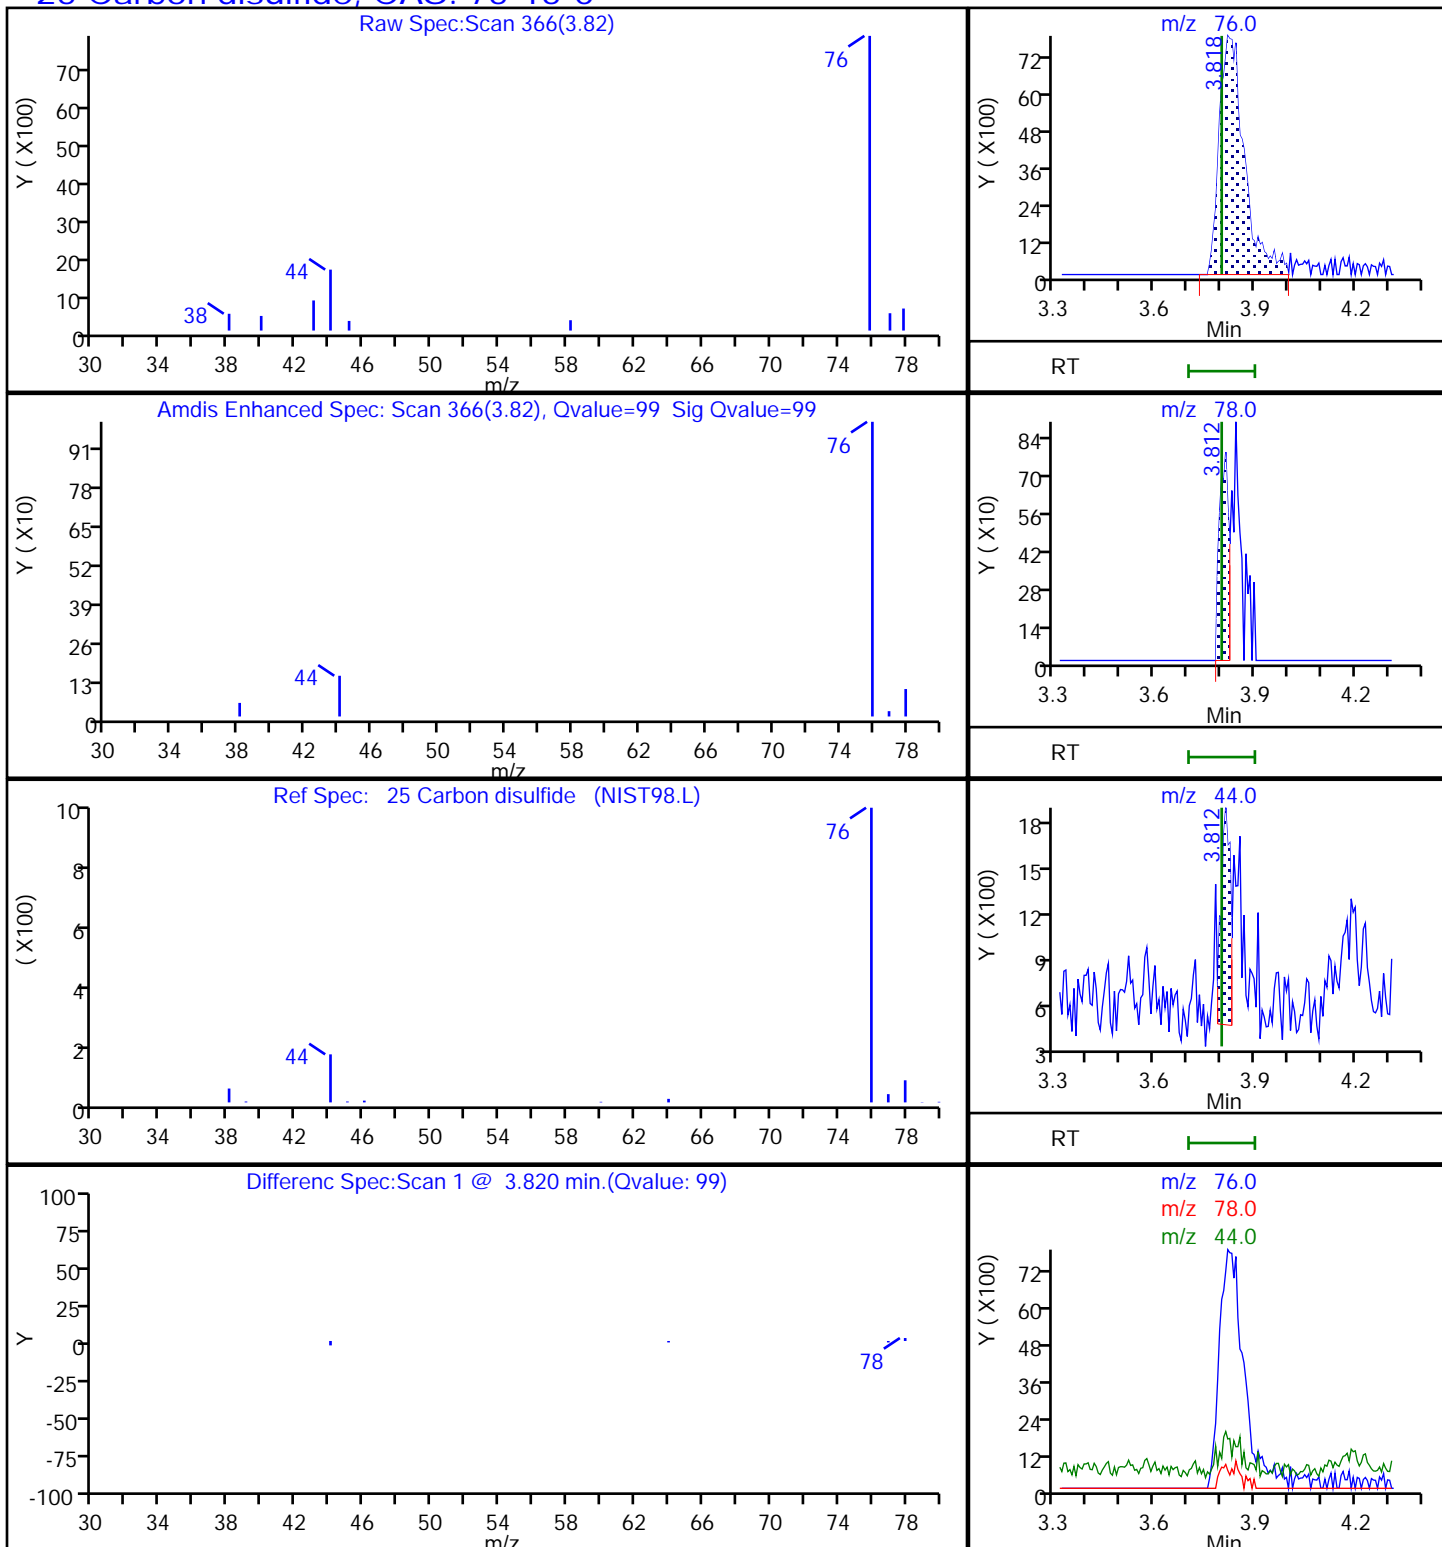 25 Carbon disulfide, CAS: 75-15-0
Raw Spec:Scan 366(3.82)
76
44
38
Y ( X100)
70
60
50
40
30
20
10
0
30 34 38 42 46 50 54 58 62 66 70 74 78
m/z
m/z 76.0
3.818
Y ( X100)
72
60
48
36
24
12
0
3.3 3.6 3.9 4.2
Min
RT
Amdis Enhanced Spec: Scan 366(3.82), Qvalue=99 Sig Qvalue=99
76
44
Y ( X10)
91
78
65
52
39
26
13
0
30 34 38 42 46 50 54 58 62 66 70 74 78
m/z
m/z 78.0
3.812
Y ( X10)
84
70
56
42
28
14
0
3.3 3.6 3.9 4.2
Min
RT
Ref Spec: 25 Carbon disulfide (NIST98.L)
76
44
( X100)
10
8
6
4
2
0
30 34 38 42 46 50 54 58 62 66 70 74 78
m/z 44.0
3.812
Y ( X100)
18
15
12
9
6
3
3.3 3.6 3.9 4.2
Min
RT
Differenc Spec:Scan 1 @ 3.820 min.(Qvalue: 99)
78
Y
100
75
50
25
0
-25
-50
-75
-100
30 34 38 42 46 50 54 58 62 66 70 74 78
m/z
m/z 76.0
m/z 78.0
m/z 44.0
Y ( X100)
72
60
48
36
24
12
0
3.3 3.6 3.9 4.2
Min